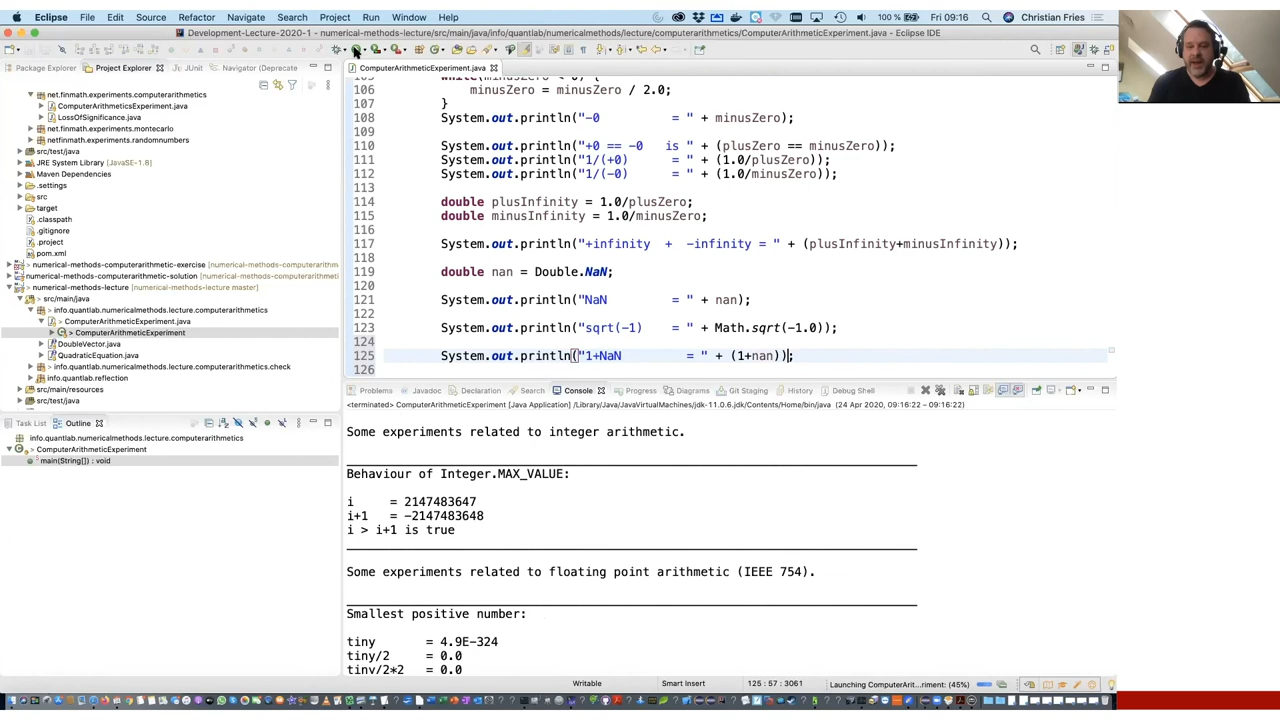 Eclipse File Edit Source Refactor Navigate Search Project Run Window Help 100 % Fri 09:16 Christian Fries
Development-Lecture-2020-1 - numerical-methods-lecture/src/main/java/info/quantlab/numericalmethods/lecture/computerarithmetics/ComputerArithmeticExperiment.java - Eclipse IDE
Package Explorer Project Explorer JUnit Navigator (Deprecate
net.finmath.experiments.computerarithmetics
ComputerArithmeticsExperiment.java
LossOfSignificance.java
net.finmath.experiments.montecarlo
netfinmath.experiments.randomnumbers
src/test/java
JRE System Library [JavaSE-1.8]
Maven Dependencies
.settings
src
target
.classpath
.gitignore
.project
pom.xml
numerical-methods-computerarithmetic-exercise
numerical-methods-computerarithmetic-solution
numerical-methods-lecture [numerical-methods-lecture master]
src/main/java
info.quantlab.numericalmethods.lecture.computerarithmetics
ComputerArithmeticExperiment.java
ComputerArithmeticExperiment
DoubleVector.java
QuadraticEquation.java
info.quantlab.numericalmethods.lecture.computerarithmetics.check
info.quantlab.reflection
src/main/resources
src/test/java
Task List Outline
info.quantlab.numericalmethods.lecture.computerarithmetics
ComputerArithmeticExperiment
main(String[]) : void
ComputerArithmeticExperiment.java
105 while(minusZero < 0) {
106 minusZero = minusZero / 2.0;
107 }
108 System.out.println("-0 = " + minusZero);
109
110 System.out.println("+0 == -0 is " + (plusZero == minusZero));
111 System.out.println("1/(+0) = " + (1.0/plusZero));
112 System.out.println("1/(-0) = " + (1.0/minusZero));
113
114 double plusInfinity = 1.0/plusZero;
115 double minusInfinity = 1.0/minusZero;
116
117 System.out.println("+infinity + -infinity = " + (plusInfinity+minusInfinity));
118
119 double nan = Double.NaN;
120
121 System.out.println("NaN = " + nan);
122
123 System.out.println("sqrt(-1) = " + Math.sqrt(-1.0));
124
125 System.out.println("1+NaN = " + (1+nan));
126
Problems Javadoc Declaration Search Console Progress Diagrams Git Staging History Debug Shell
<terminated> ComputerArithmeticExperiment [Java Application] /Library/Java/JavaVirtualMachines/jdk-11.0.6.jdk/Contents/Home/bin/java (24 Apr 2020, 09:16:22 – 09:16:22)
Some experiments related to integer arithmetic.
Behaviour of Integer.MAX_VALUE:
i = 2147483647
i+1 = -2147483648
i > i+1 is true
Some experiments related to floating point arithmetic (IEEE 754).
Smallest positive number:
tiny = 4.9E-324
tiny/2 = 0.0
tiny/2*2 = 0.0
Writable Smart Insert 125 : 57 : 3061 Launching ComputerArit...riment: (45%)